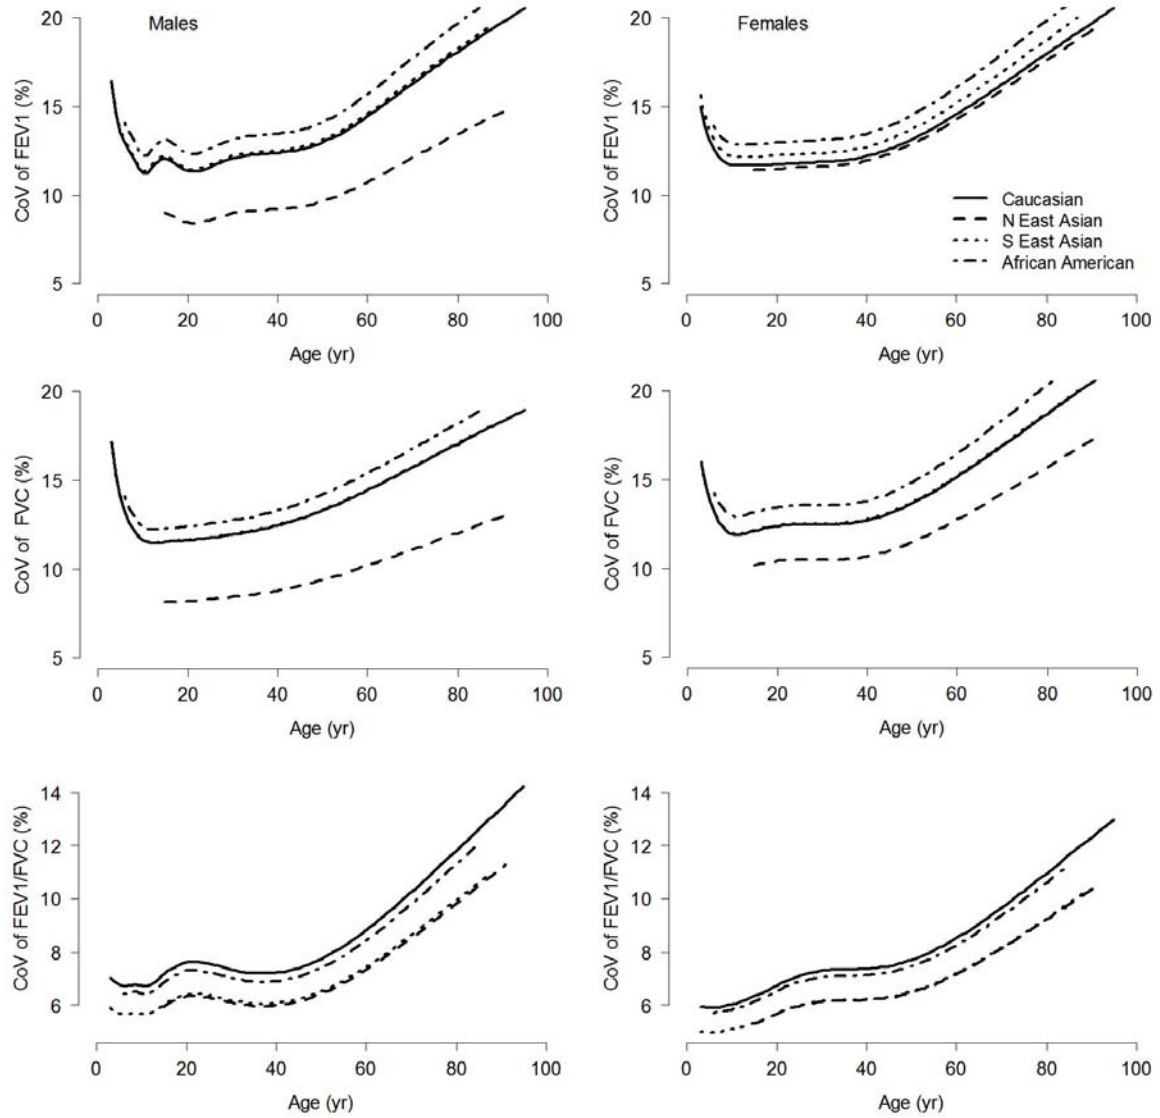 Males
CoV of FEV1 (%)
20
15
10
5
0 20 40 60 80 100
Age (yr)
Females
CoV of FEV1 (%)
20
15
10
5
Caucasian
N East Asian
S East Asian
African American
0 20 40 60 80 100
Age (yr)
CoV of FVC (%)
20
15
10
5
0 20 40 60 80 100
Age (yr)
CoV of FVC (%)
20
15
10
5
0 20 40 60 80 100
Age (yr)
CoV of FEV1/FVC (%)
14
12
10
8
6
0 20 40 60 80 100
Age (yr)
CoV of FEV1/FVC (%)
14
12
10
8
6
0 20 40 60 80 100
Age (yr)